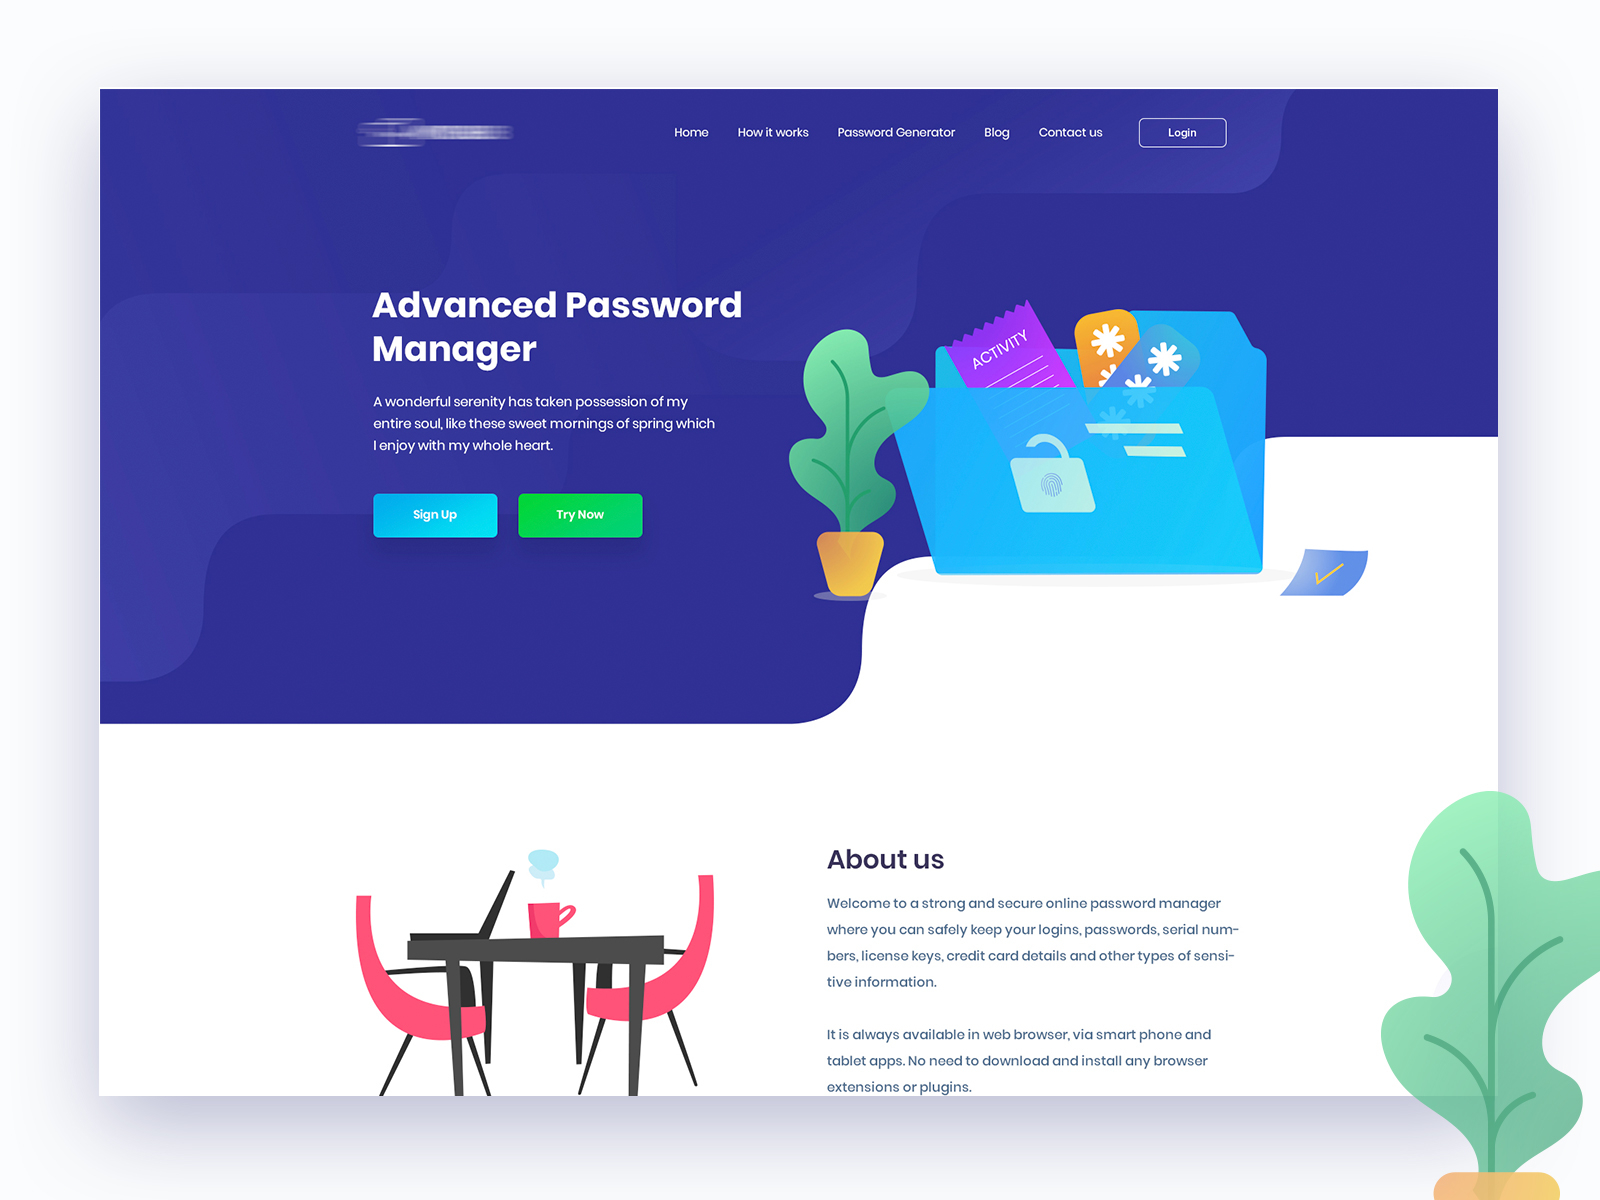 Home
How it works
Password Generator
Blog
Contact us
Login
Advanced Password
Manager
A wonderful serenity has taken possession of my
entire soul, like these sweet mornings of spring which
I enjoy with my whole heart.
Sign Up
Try Now
ACTIVITY
About us
Welcome to a strong and secure online password manager
where you can safely keep your logins, passwords, serial num-
bers, license keys, credit card details and other types of sensi-
tive information.
It is always available in web browser, via smart phone and
tablet apps. No need to download and install any browser
extensions or plugins.